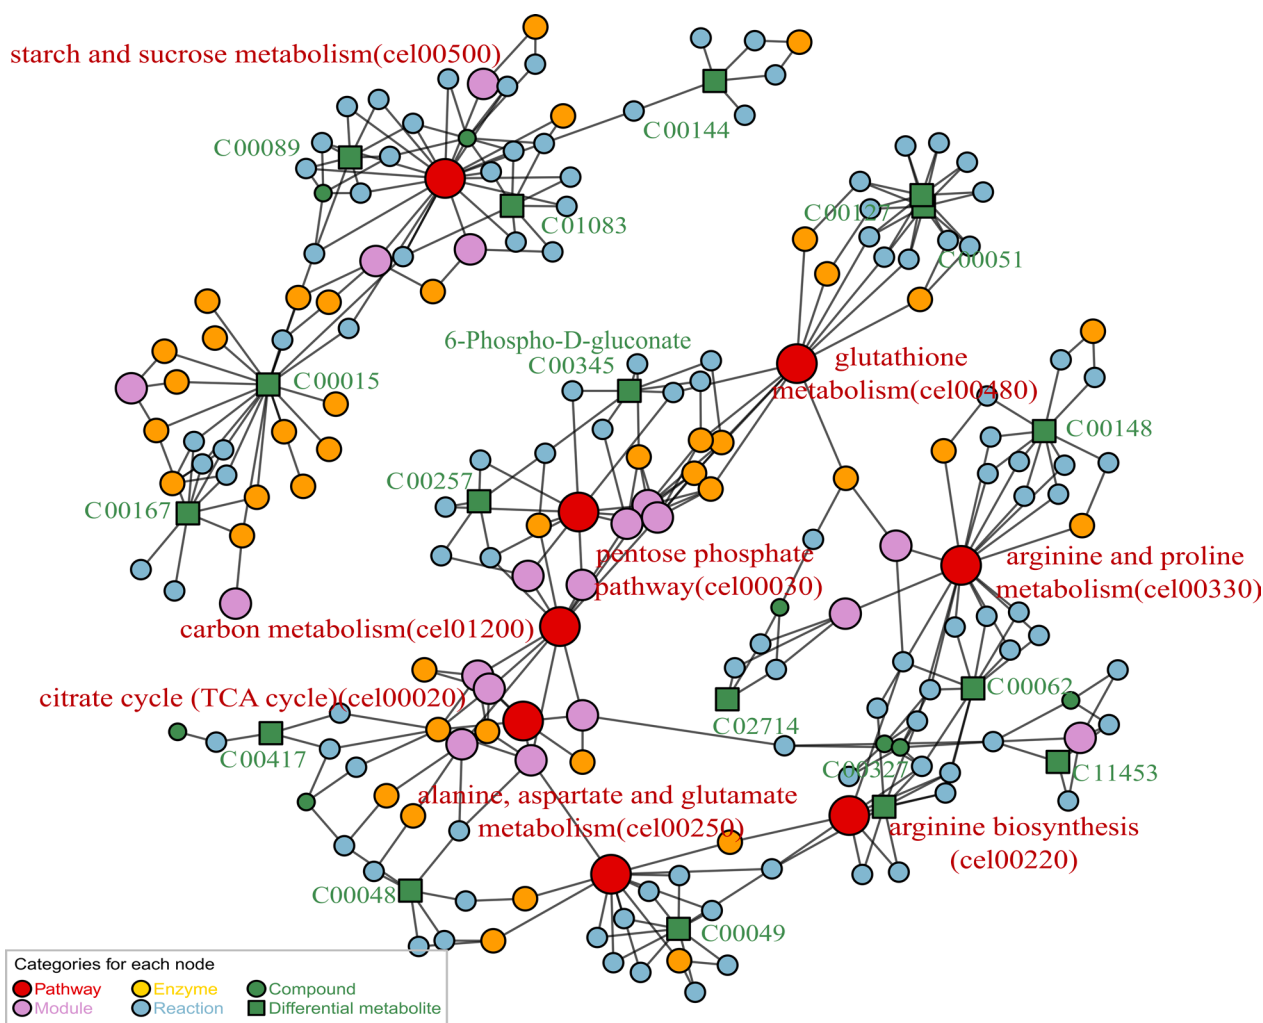 starch and sucrose metabolism(cel00500)
C00144
C00089
C01083
C00127
C00051
6-Phospho-D-gluconate
C00345
glutathione
metabolism(cel00480)
C00015
C00148
C00257
C00167
pentose phosphate
pathway(cel00030)
arginine and proline
metabolism(cel00330)
carbon metabolism(cel01200)
citrate cycle (TCA cycle)(cel00020)
C00062
C02714
C00417
C00327
C11453
alanine, aspartate and glutamate
metabolism(cel00250)
arginine biosynthesis
(cel00220)
C00048
C00049
Categories for each node
Pathway Enzyme Compound
Module Reaction Differential metabolite